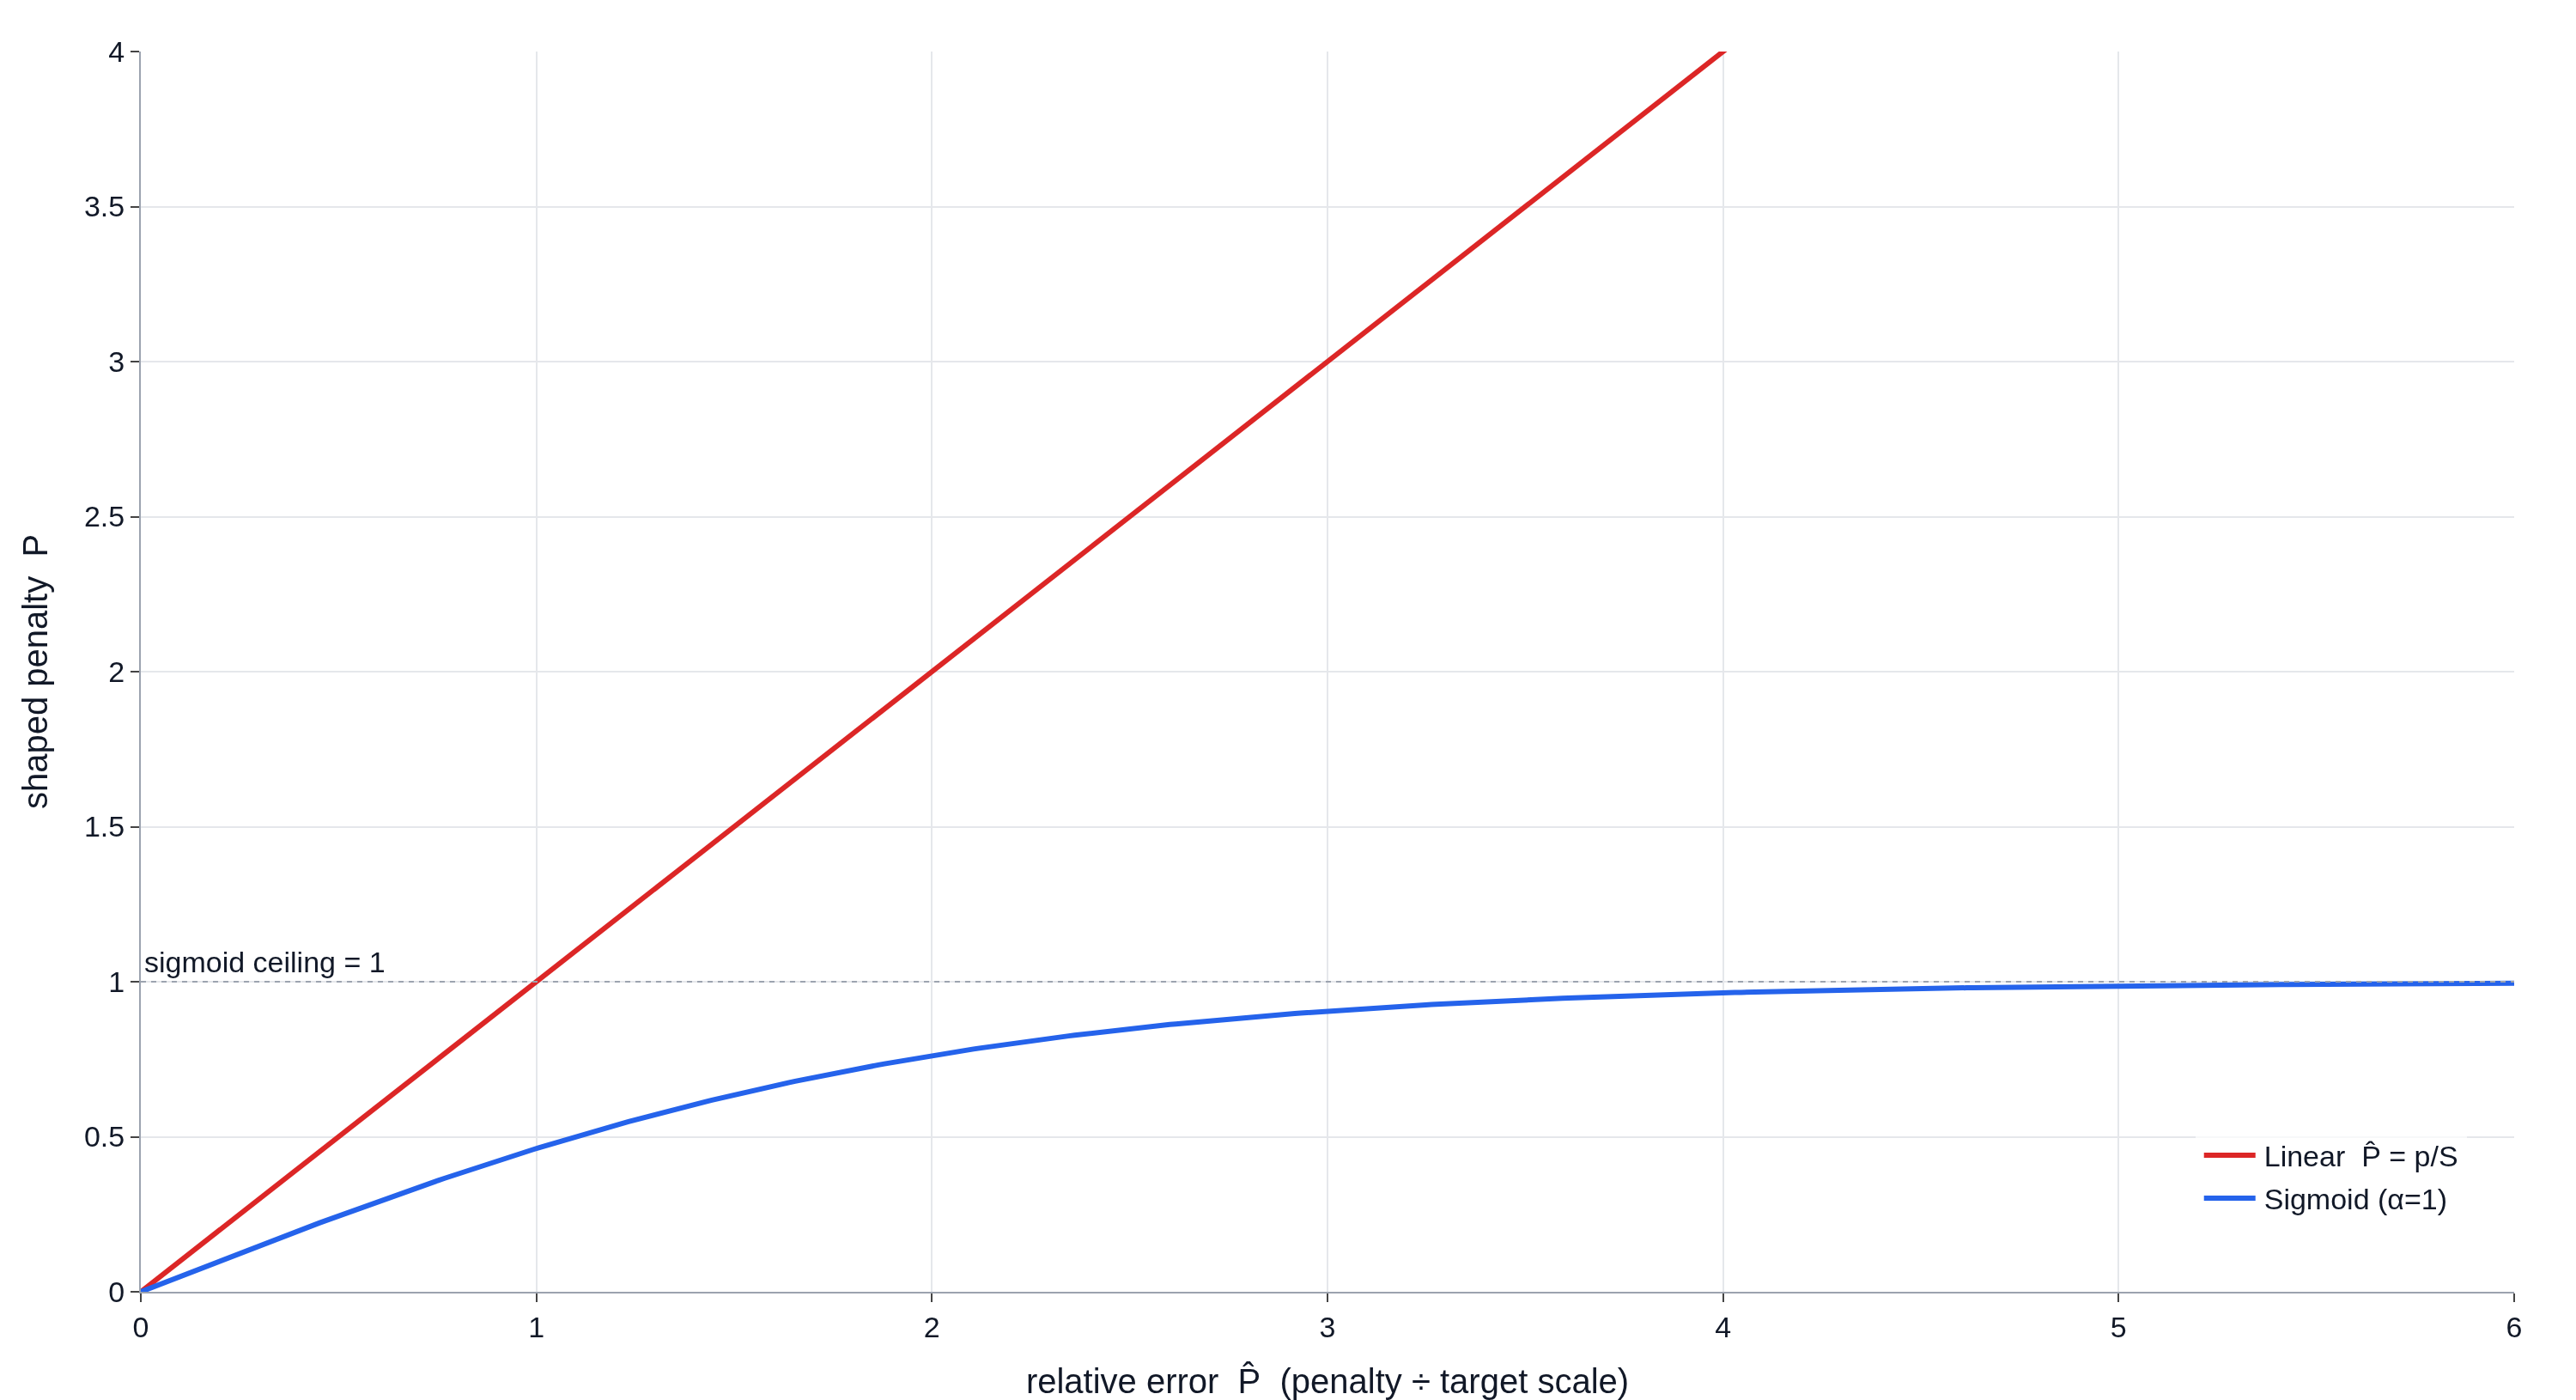 4
3.5
3
2.5
2
1.5
1
0.5
0
shaped penalty P
sigmoid ceiling = 1
Linear P̂ = p/S
Sigmoid (α=1)
0 1 2 3 4 5 6
relative error P̂ (penalty ÷ target scale)